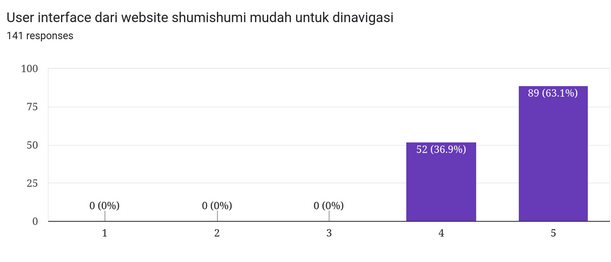 User interface dari website shumishumi mudah untuk dinavigasi
141 responses
100
75
50
25
0
0 (0%) 0 (0%) 0 (0%) 52 (36.9%) 89 (63.1%)
1 2 3 4 5